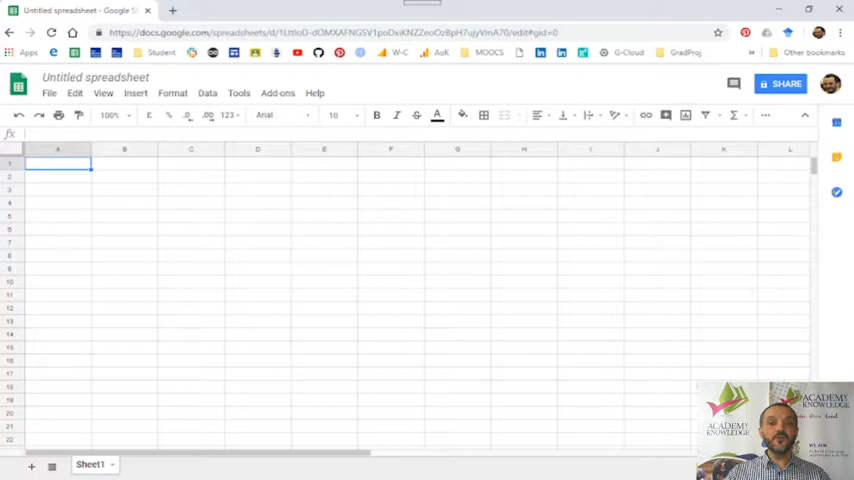 Untitled spreadsheet - Google S
https://docs.google.com/spreadsheets/d/
/edit#gid=0
Apps
Student
W-C
AoK
MOOCS
G-Cloud
GradProj
Other bookmarks
Untitled spreadsheet
File Edit View Insert Format Data Tools Add-ons Help
SHARE
100% £ % .0 .00 123 Arial 10 B I S A
fx
A B C D E F G H I J K L
1
2
3
4
5
6
7
8
9
10
11
12
13
14
15
16
17
18
19
20
21
22
ACADEMY
KNOWLEDGE
ACADEMY
KNOWLEDGE
WE AIM
Sheet1